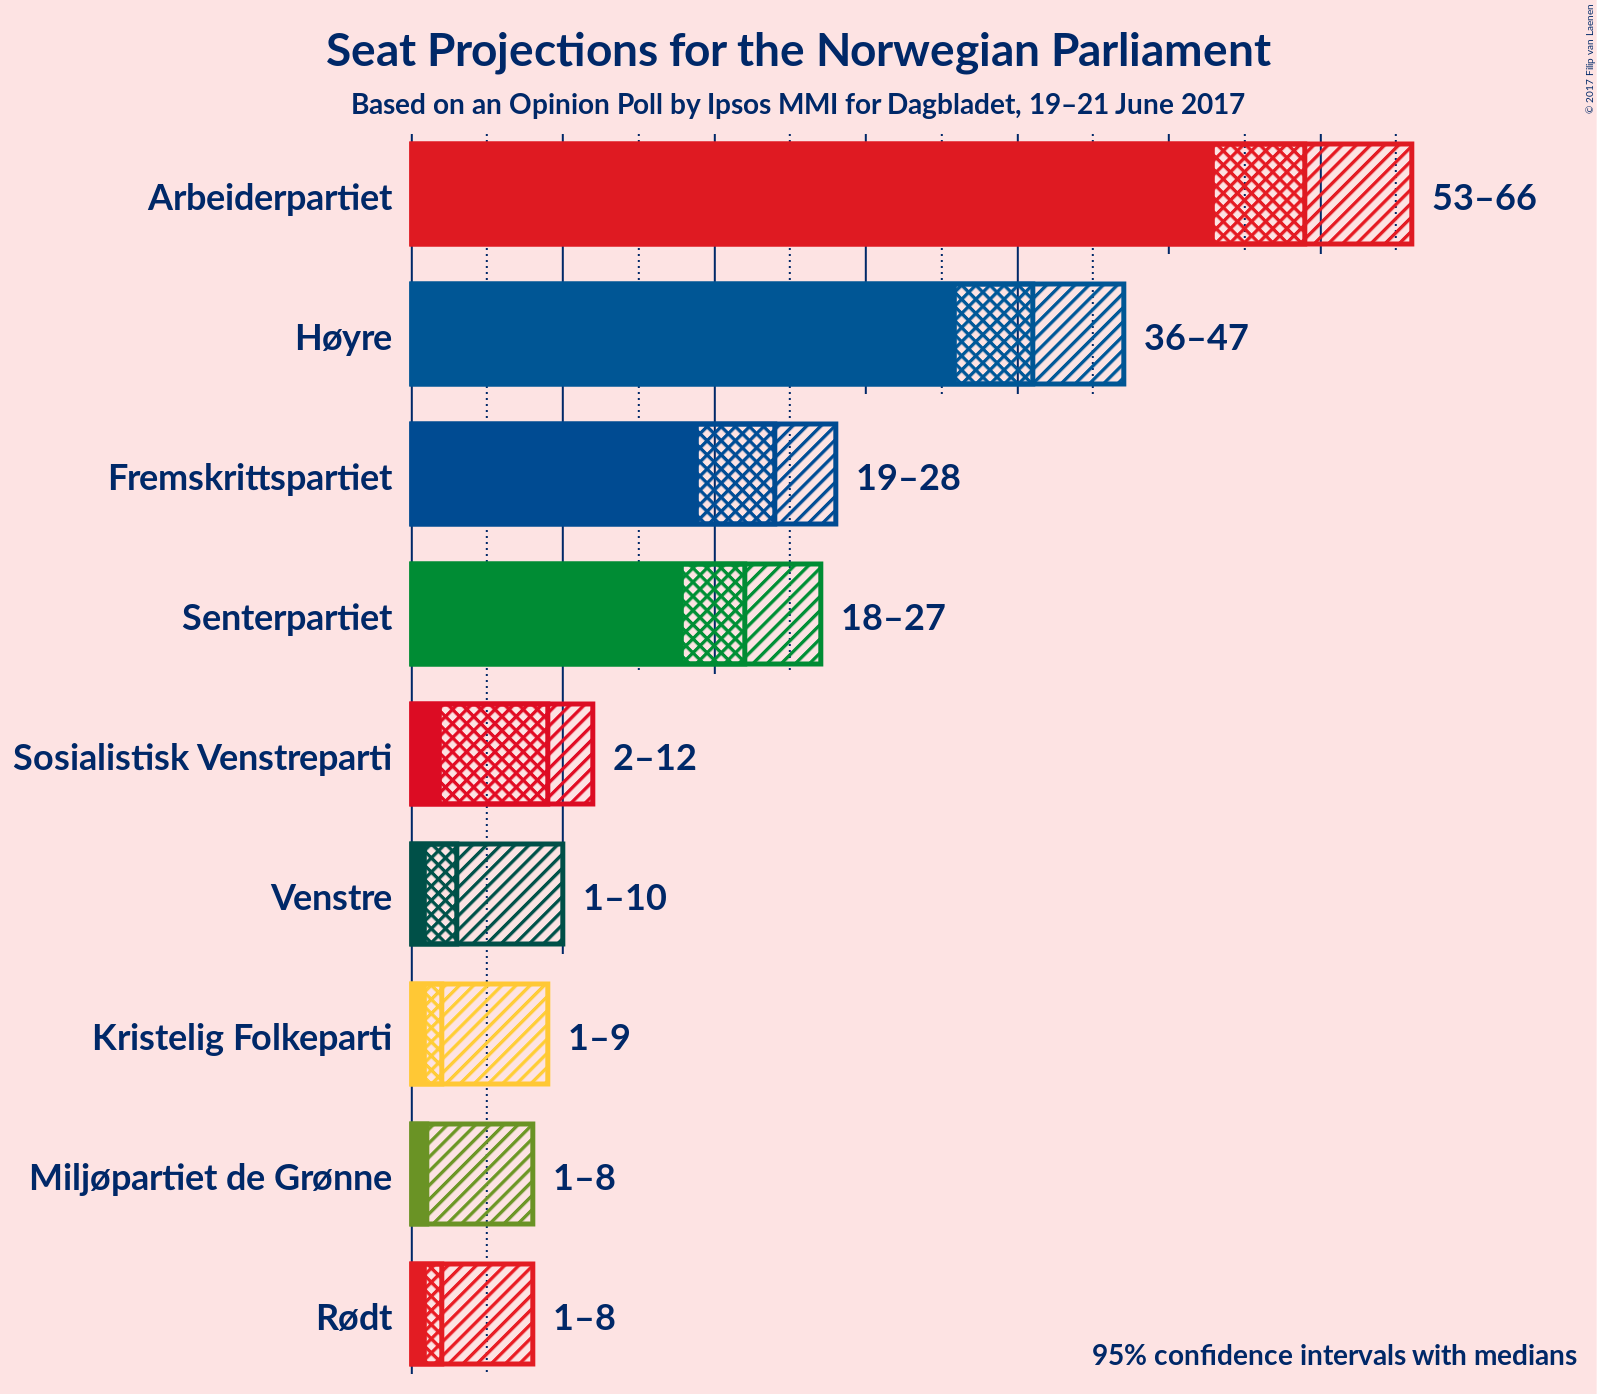 Seat Projections for the Norwegian Parliament
Based on an Opinion Poll by Ipsos MMI for Dagbladet, 19–21 June 2017
© 2017 Filip van Laenen
Arbeiderpartiet 53–66
Høyre 36–47
Fremskrittspartiet 19–28
Senterpartiet 18–27
Sosialistisk Venstreparti 2–12
Venstre 1–10
Kristelig Folkeparti 1–9
Miljøpartiet de Grønne 1–8
Rødt 1–8
95% confidence intervals with medians